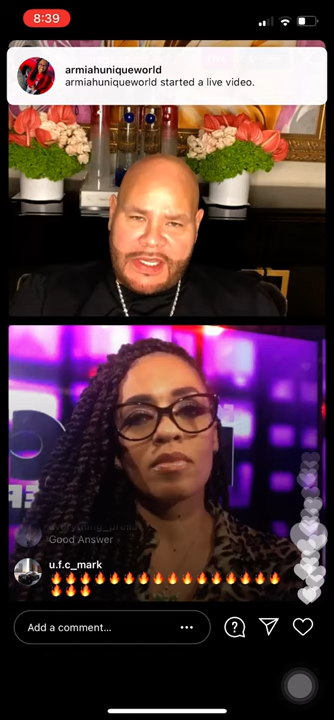 8:39
armiahuniqueworld
armiahuniqueworld started a live video.
Good Answer
u.f.c_mark
🔥🔥🔥🔥🔥🔥🔥🔥🔥🔥🔥🔥🔥🔥🔥🔥
🔥🔥🔥
Add a comment...